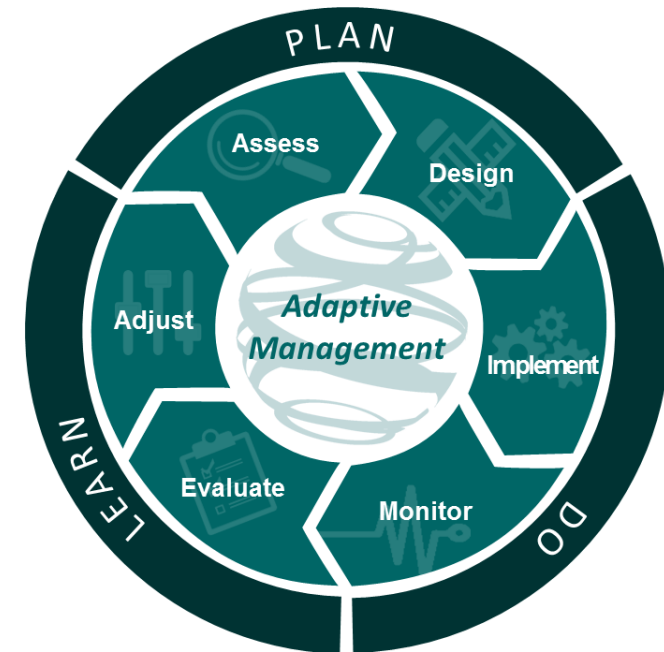 PLAN
Assess
Design
Adjust
Adaptive
Management
Implement
Evaluate
Monitor
LEARN
DO